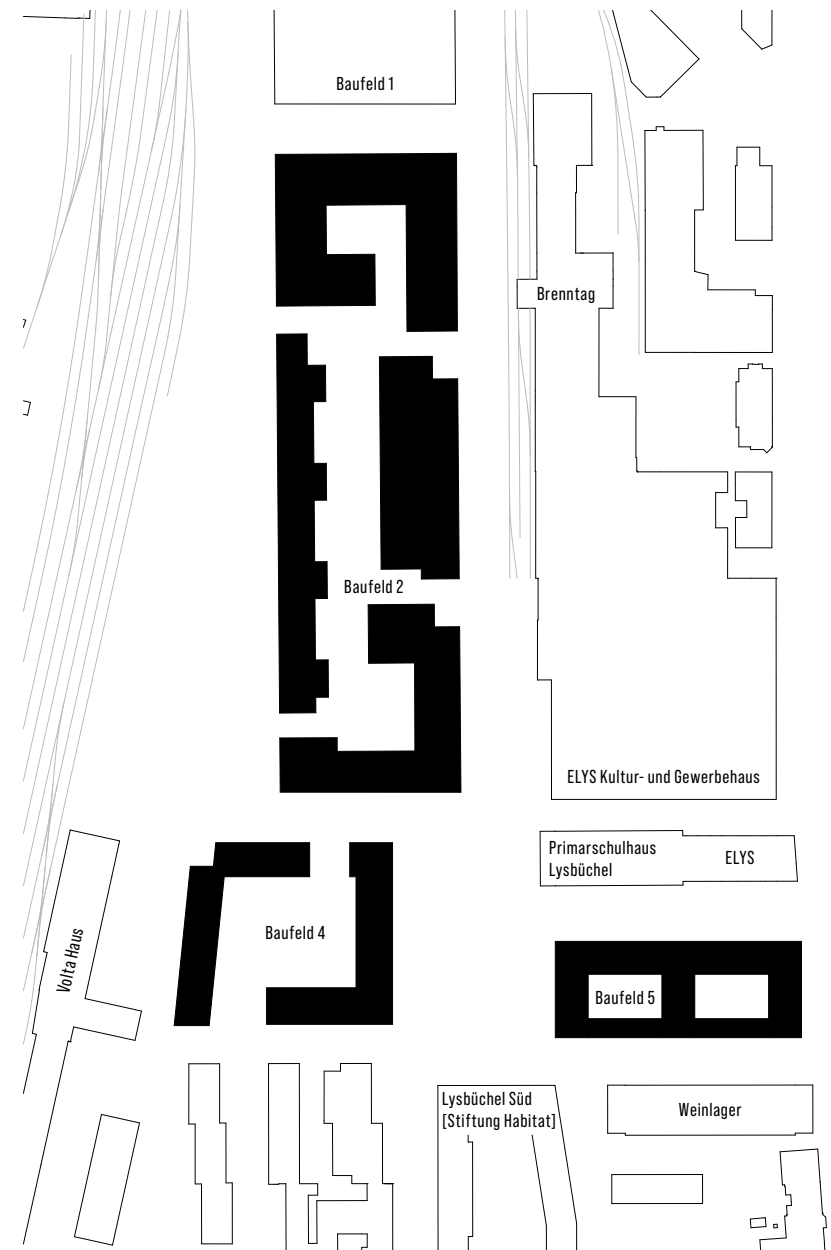 Baufeld 1
Brenntag
Baufeld 2
ELYS Kultur- und Gewerbehaus
Primarschulhaus
Lysbüchel
ELYS
Baufeld 4
Volta Haus
Baufeld 5
Lysbüchel Süd
[Stiftung Habitat]
Weinlager